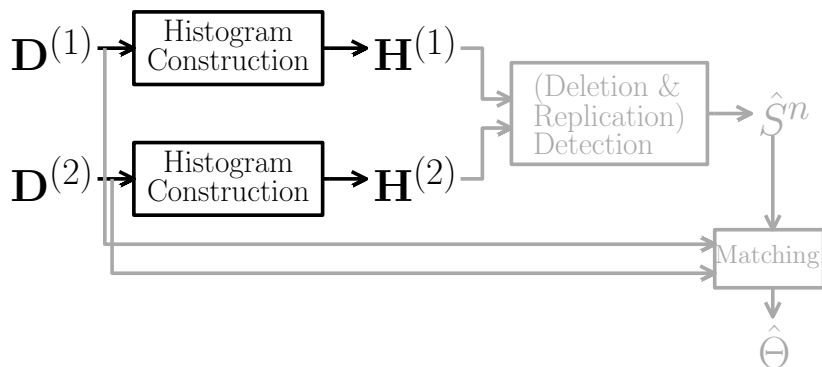 D(1)
Histogram
Construction
H(1)
(Deletion &
Replication)
Detection
Ŝn
D(2)
Histogram
Construction
H(2)
Matching
Θ̂